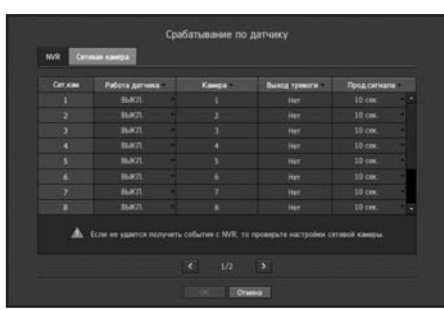 Срабатывание по датчику
NVR Сетевая камера
Сет.кам Работа датчика Камера Выход тревоги Прод.сигнала
1 ВЫКЛ. 1 Нет 10 сек.
2 ВЫКЛ. 2 Нет 10 сек.
3 ВЫКЛ. 3 Нет 10 сек.
4 ВЫКЛ. 4 Нет 10 сек.
5 ВЫКЛ. 5 Нет 10 сек.
6 ВЫКЛ. 6 Нет 10 сек.
7 ВЫКЛ. 7 Нет 10 сек.
8 ВЫКЛ. 8 Нет 10 сек.
Если не удается получить события с NVR, то проверьте настройки сетевой камеры.
< 1/2 >
OK Отмена